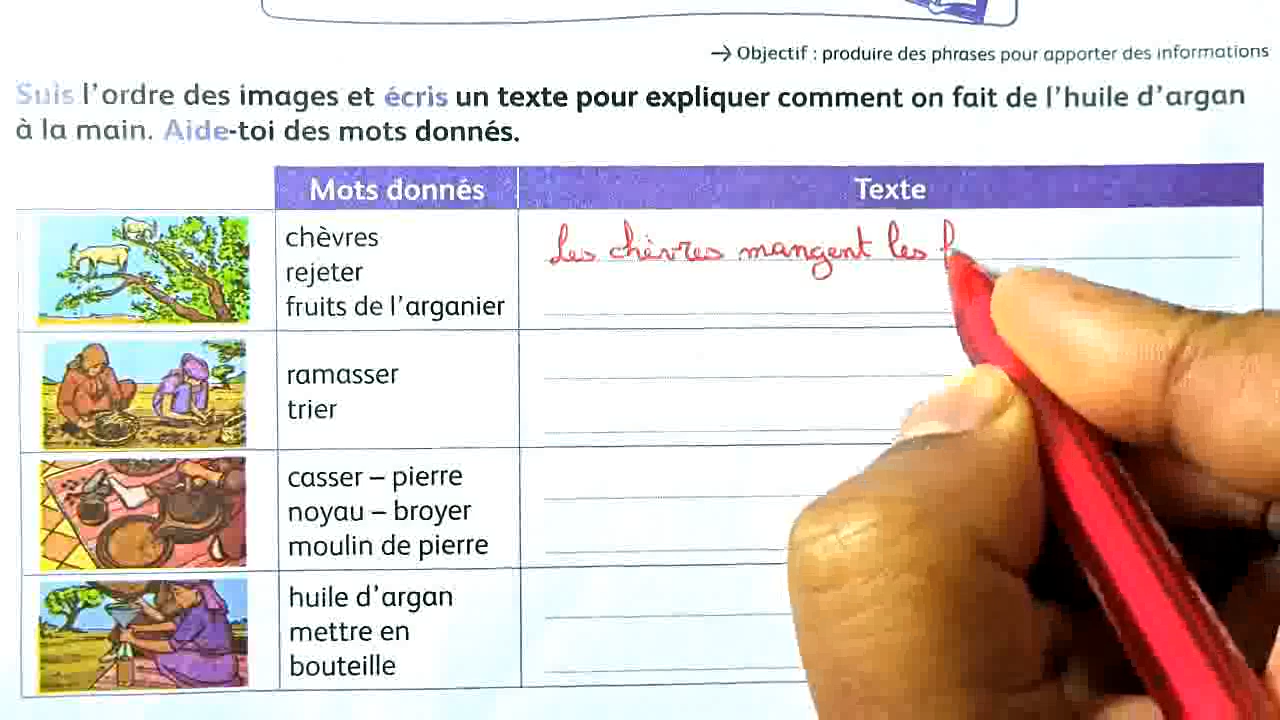 → Objectif : produire des phrases pour apporter des informations
Suis l'ordre des images et écris un texte pour expliquer comment on fait de l'huile d'argan
à la main. Aide-toi des mots donnés.
Mots donnés
Texte
chèvres
rejeter
fruits de l'arganier
Les chèvres mangent les f
ramasser
trier
casser – pierre
noyau – broyer
moulin de pierre
huile d'argan
mettre en
bouteille